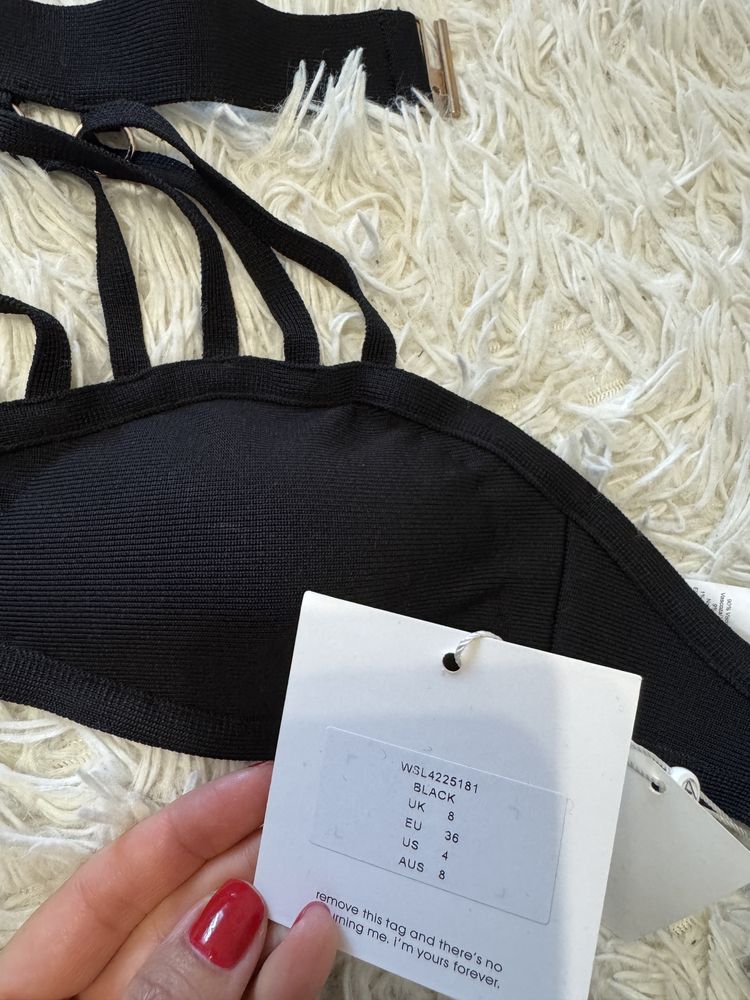 WSL4225181
BLACK
UK 8
EU 36
US 4
AUS 8
remove this tag and there's no
me. i'm yours forever.
90%